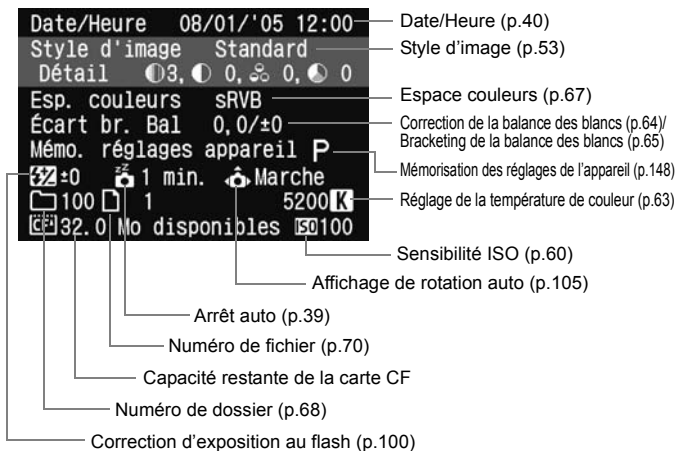 Date/Heure 08/01/'05 12:00
Date/Heure (p.40)
Style d'image Standard
Style d’image (p.53)
Détail 3, 0, 0, 0
Esp. couleurs sRVB
Espace couleurs (p.67)
Écart br. Bal 0,0/±0
Correction de la balance des blancs (p.64)/
Bracketing de la balance des blancs (p.65)
Mémo. réglages appareil P
Mémorisation des réglages de l'appareil (p.148)
±0 zz 1 min. Marche
100 1 5200 K
Réglage de la température de couleur (p.63)
CF 32.0 Mo disponibles ISO 100
Sensibilité ISO (p.60)
Affichage de rotation auto (p.105)
Arrêt auto (p.39)
Numéro de fichier (p.70)
Capacité restante de la carte CF
Numéro de dossier (p.68)
Correction d'exposition au flash (p.100)